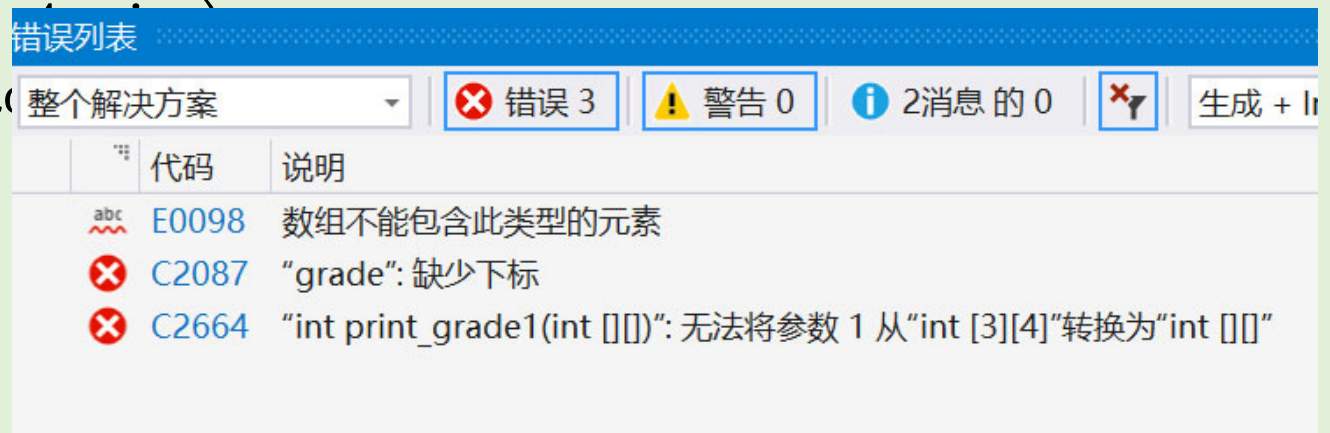 错误列表
整个解决方案 错误 3 警告 0 2消息 的 0 生成 +
代码 说明
abc E0098 数组不能包含此类型的元素
C2087 “grade”: 缺少下标
C2664 “int print_grade1(int [][])”: 无法将参数 1 从“int [3][4]”转换为“int [][]”